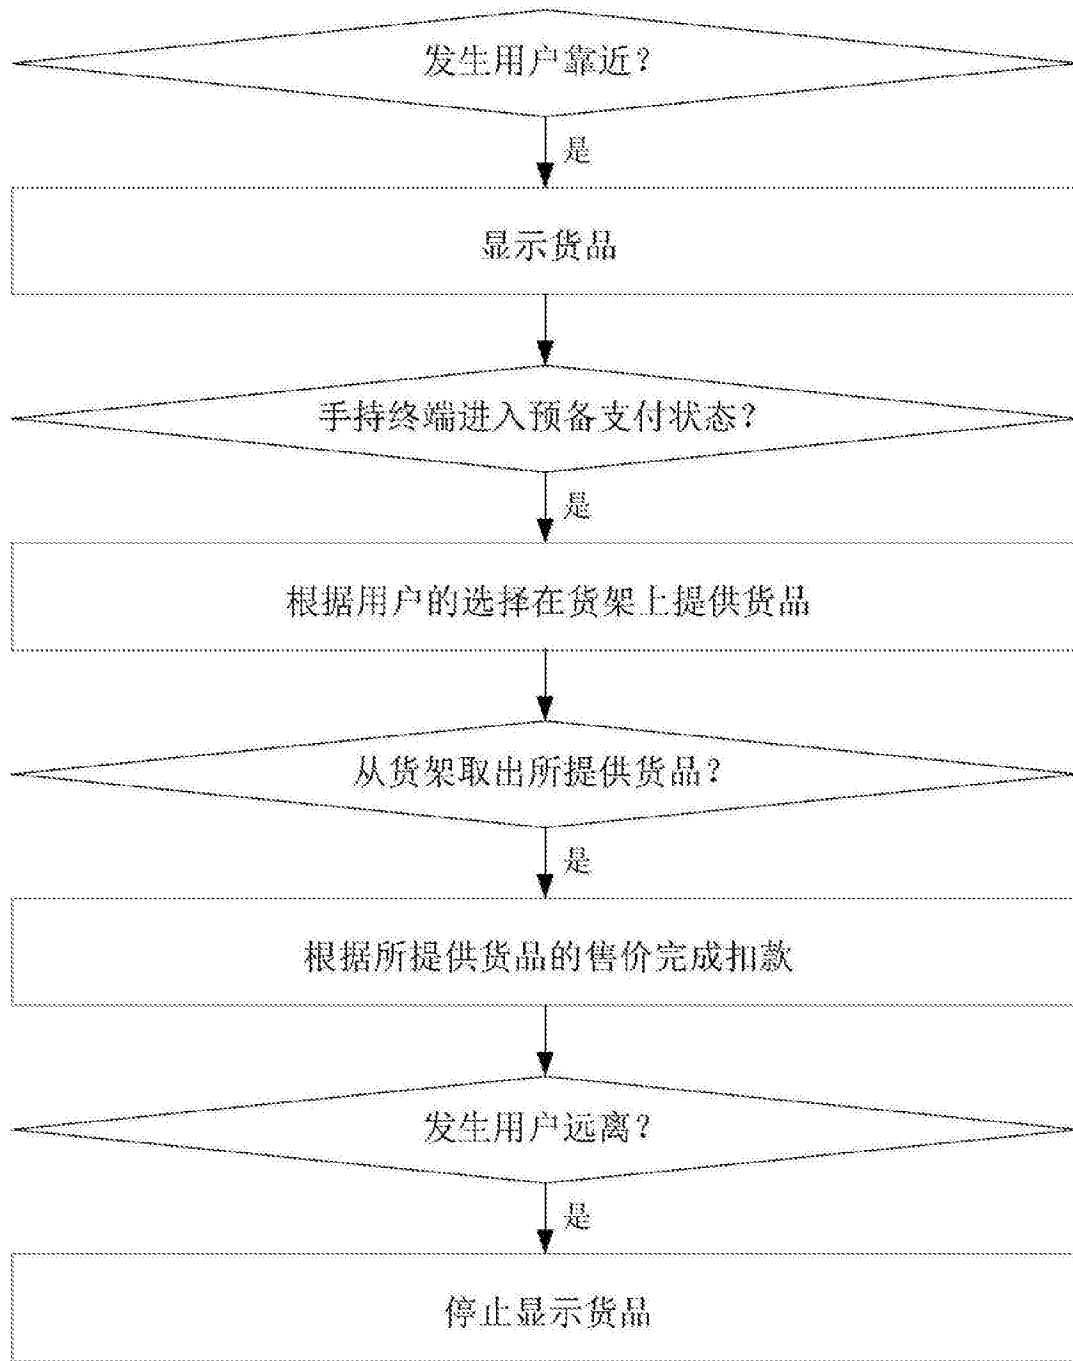 发生用户靠近？
是
显示货品
手持终端进入预备支付状态？
是
根据用户的选择在货架上提供货品
从货架取出所提供货品？
是
根据所提供货品的售价完成扣款
发生用户远离？
是
停止显示货品